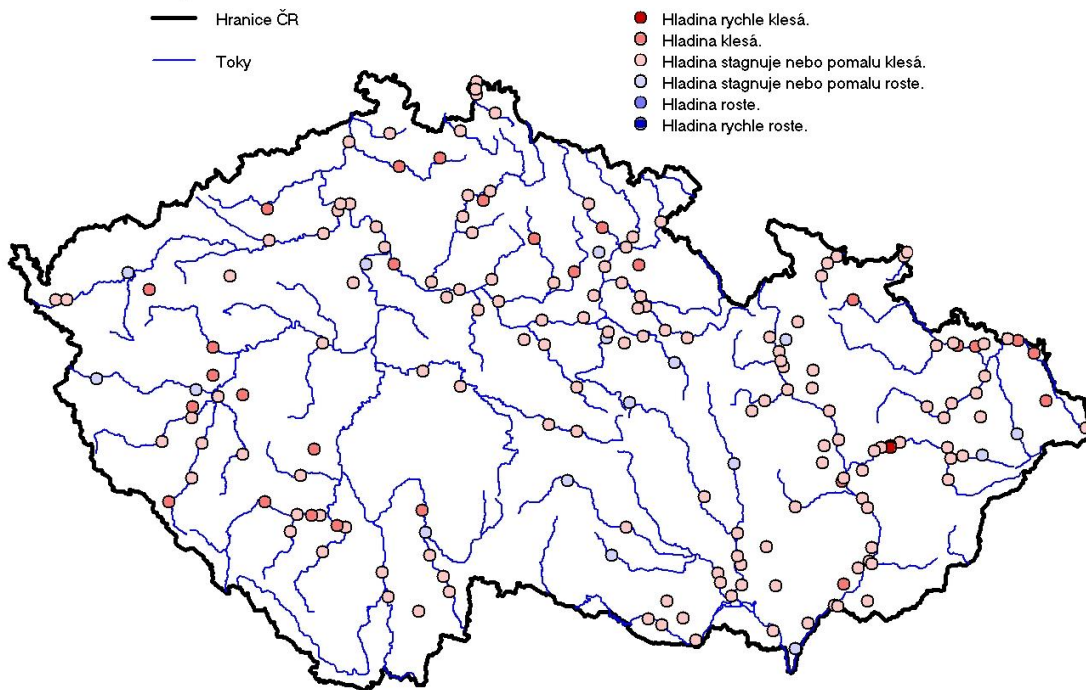 Hranice ČR
Toky
Hladina rychle klesá.
Hladina klesá.
Hladina stagnuje nebo pomalu klesá.
Hladina stagnuje nebo pomalu roste.
Hladina roste.
Hladina rychle roste.